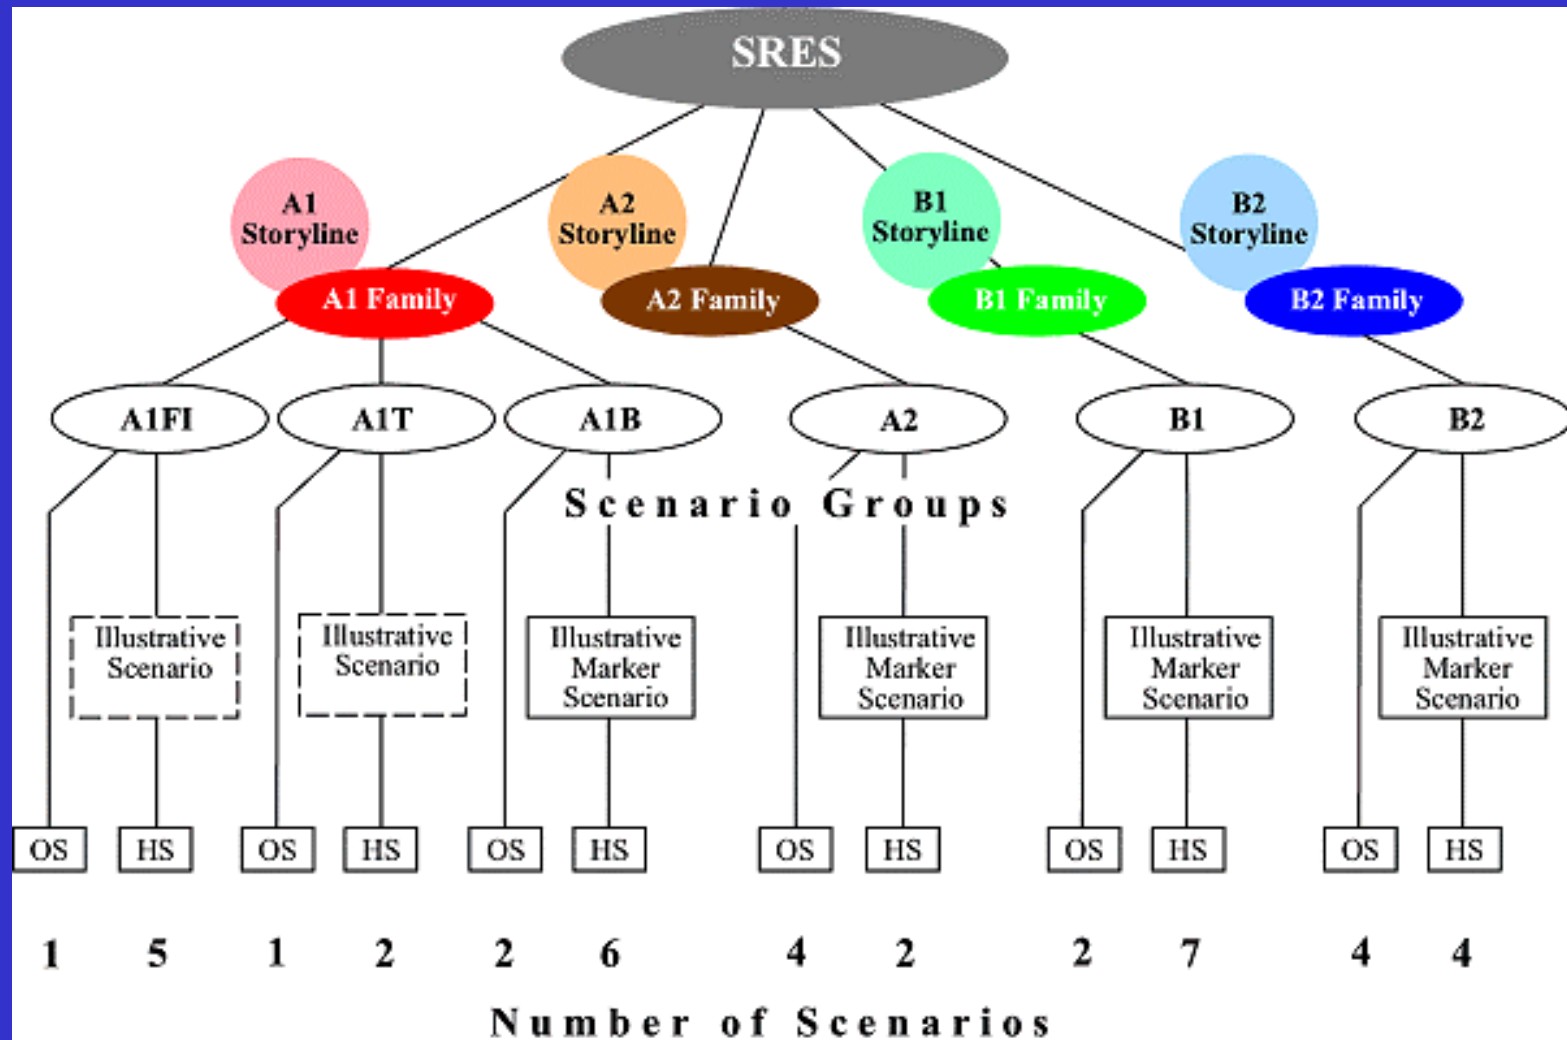 SRES
A1
Storyline
A2
Storyline
B1
Storyline
B2
Storyline
A1 Family
A2 Family
B1 Family
B2 Family
A1FI
A1T
A1B
A2
B1
B2
Scenario Groups
Illustrative
Scenario
Illustrative
Scenario
Illustrative
Marker
Scenario
Illustrative
Marker
Scenario
Illustrative
Marker
Scenario
Illustrative
Marker
Scenario
OS
HS
OS
HS
OS
HS
OS
HS
OS
HS
OS
HS
1 5 1 2 2 6 4 2 2 7 4 4
Number of Scenarios